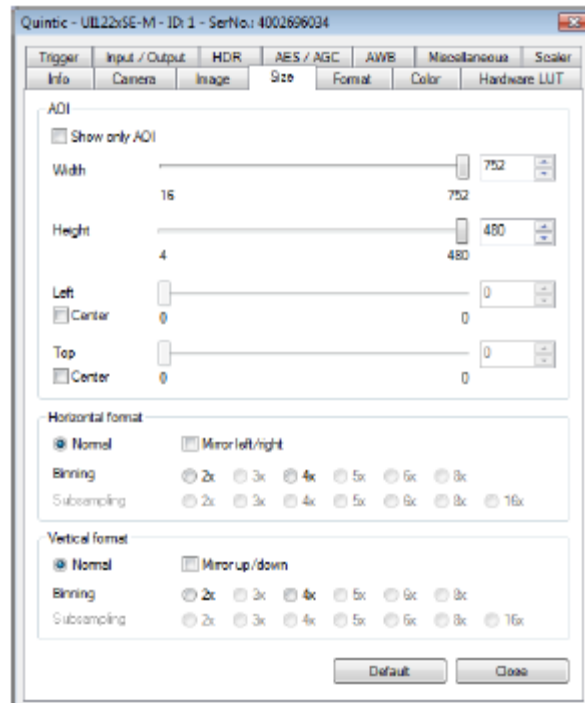 Quintic - UI122xSE-M - ID: 1 - SerNo.: 4002696034
Trigger Input / Output HDR AES / AGC AWB Miscellaneous Scaler
Info Camera Image Size Format Color Hardware LUT
AOI
Show only AOI
Width 752
16 752
Height 480
4 480
Left 0
Center 0 0
Top 0
Center 0 0
Horizontal format
Normal Mirror left/right
Binning 2x 3x 4x 5x 6x 8x
Subsampling 2x 3x 4x 5x 6x 8x 16x
Vertical format
Normal Mirror up/down
Binning 2x 3x 4x 5x 6x 8x
Subsampling 2x 3x 4x 5x 6x 8x 16x
Default Close